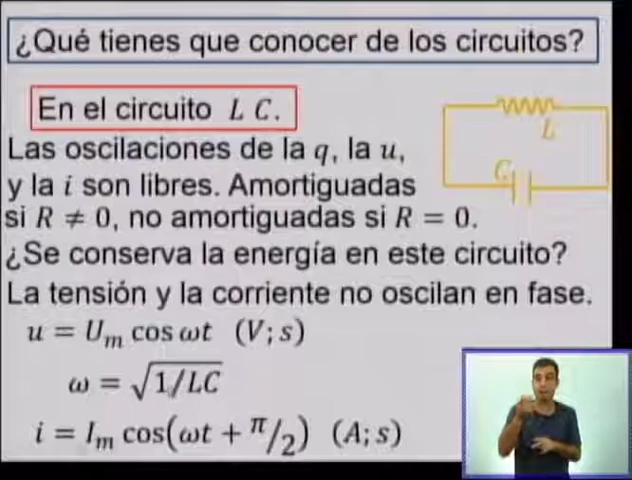 ¿Qué tienes que conocer de los circuitos?
En el circuito L C.
L
C
Las oscilaciones de la q, la u,
y la i son libres. Amortiguadas
si R ≠ 0, no amortiguadas si R = 0.
¿Se conserva la energía en este circuito?
La tensión y la corriente no oscilan en fase.
u = Uₘ cos ωt (V; s)
ω = √1/LC
i = Iₘ cos(ωt + π/2) (A; s)